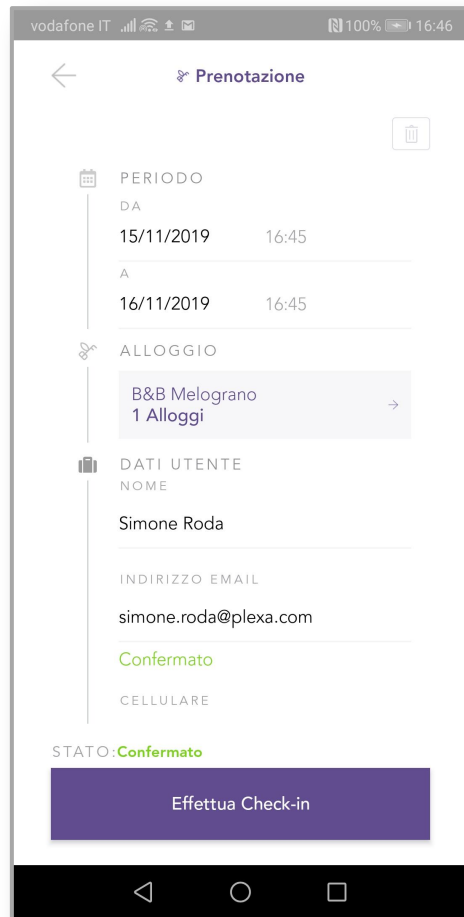 vodafone IT 100% 16:46
Prenotazione
PERIODO
DA
15/11/2019 16:45
A
16/11/2019 16:45
ALLOGGIO
B&B Melograno
1 Alloggi
DATI UTENTE
NOME
Simone Roda
INDIRIZZO EMAIL
simone.roda@plexa.com
Confermato
CELLULARE
STATO:Confermato
Effettua Check-in